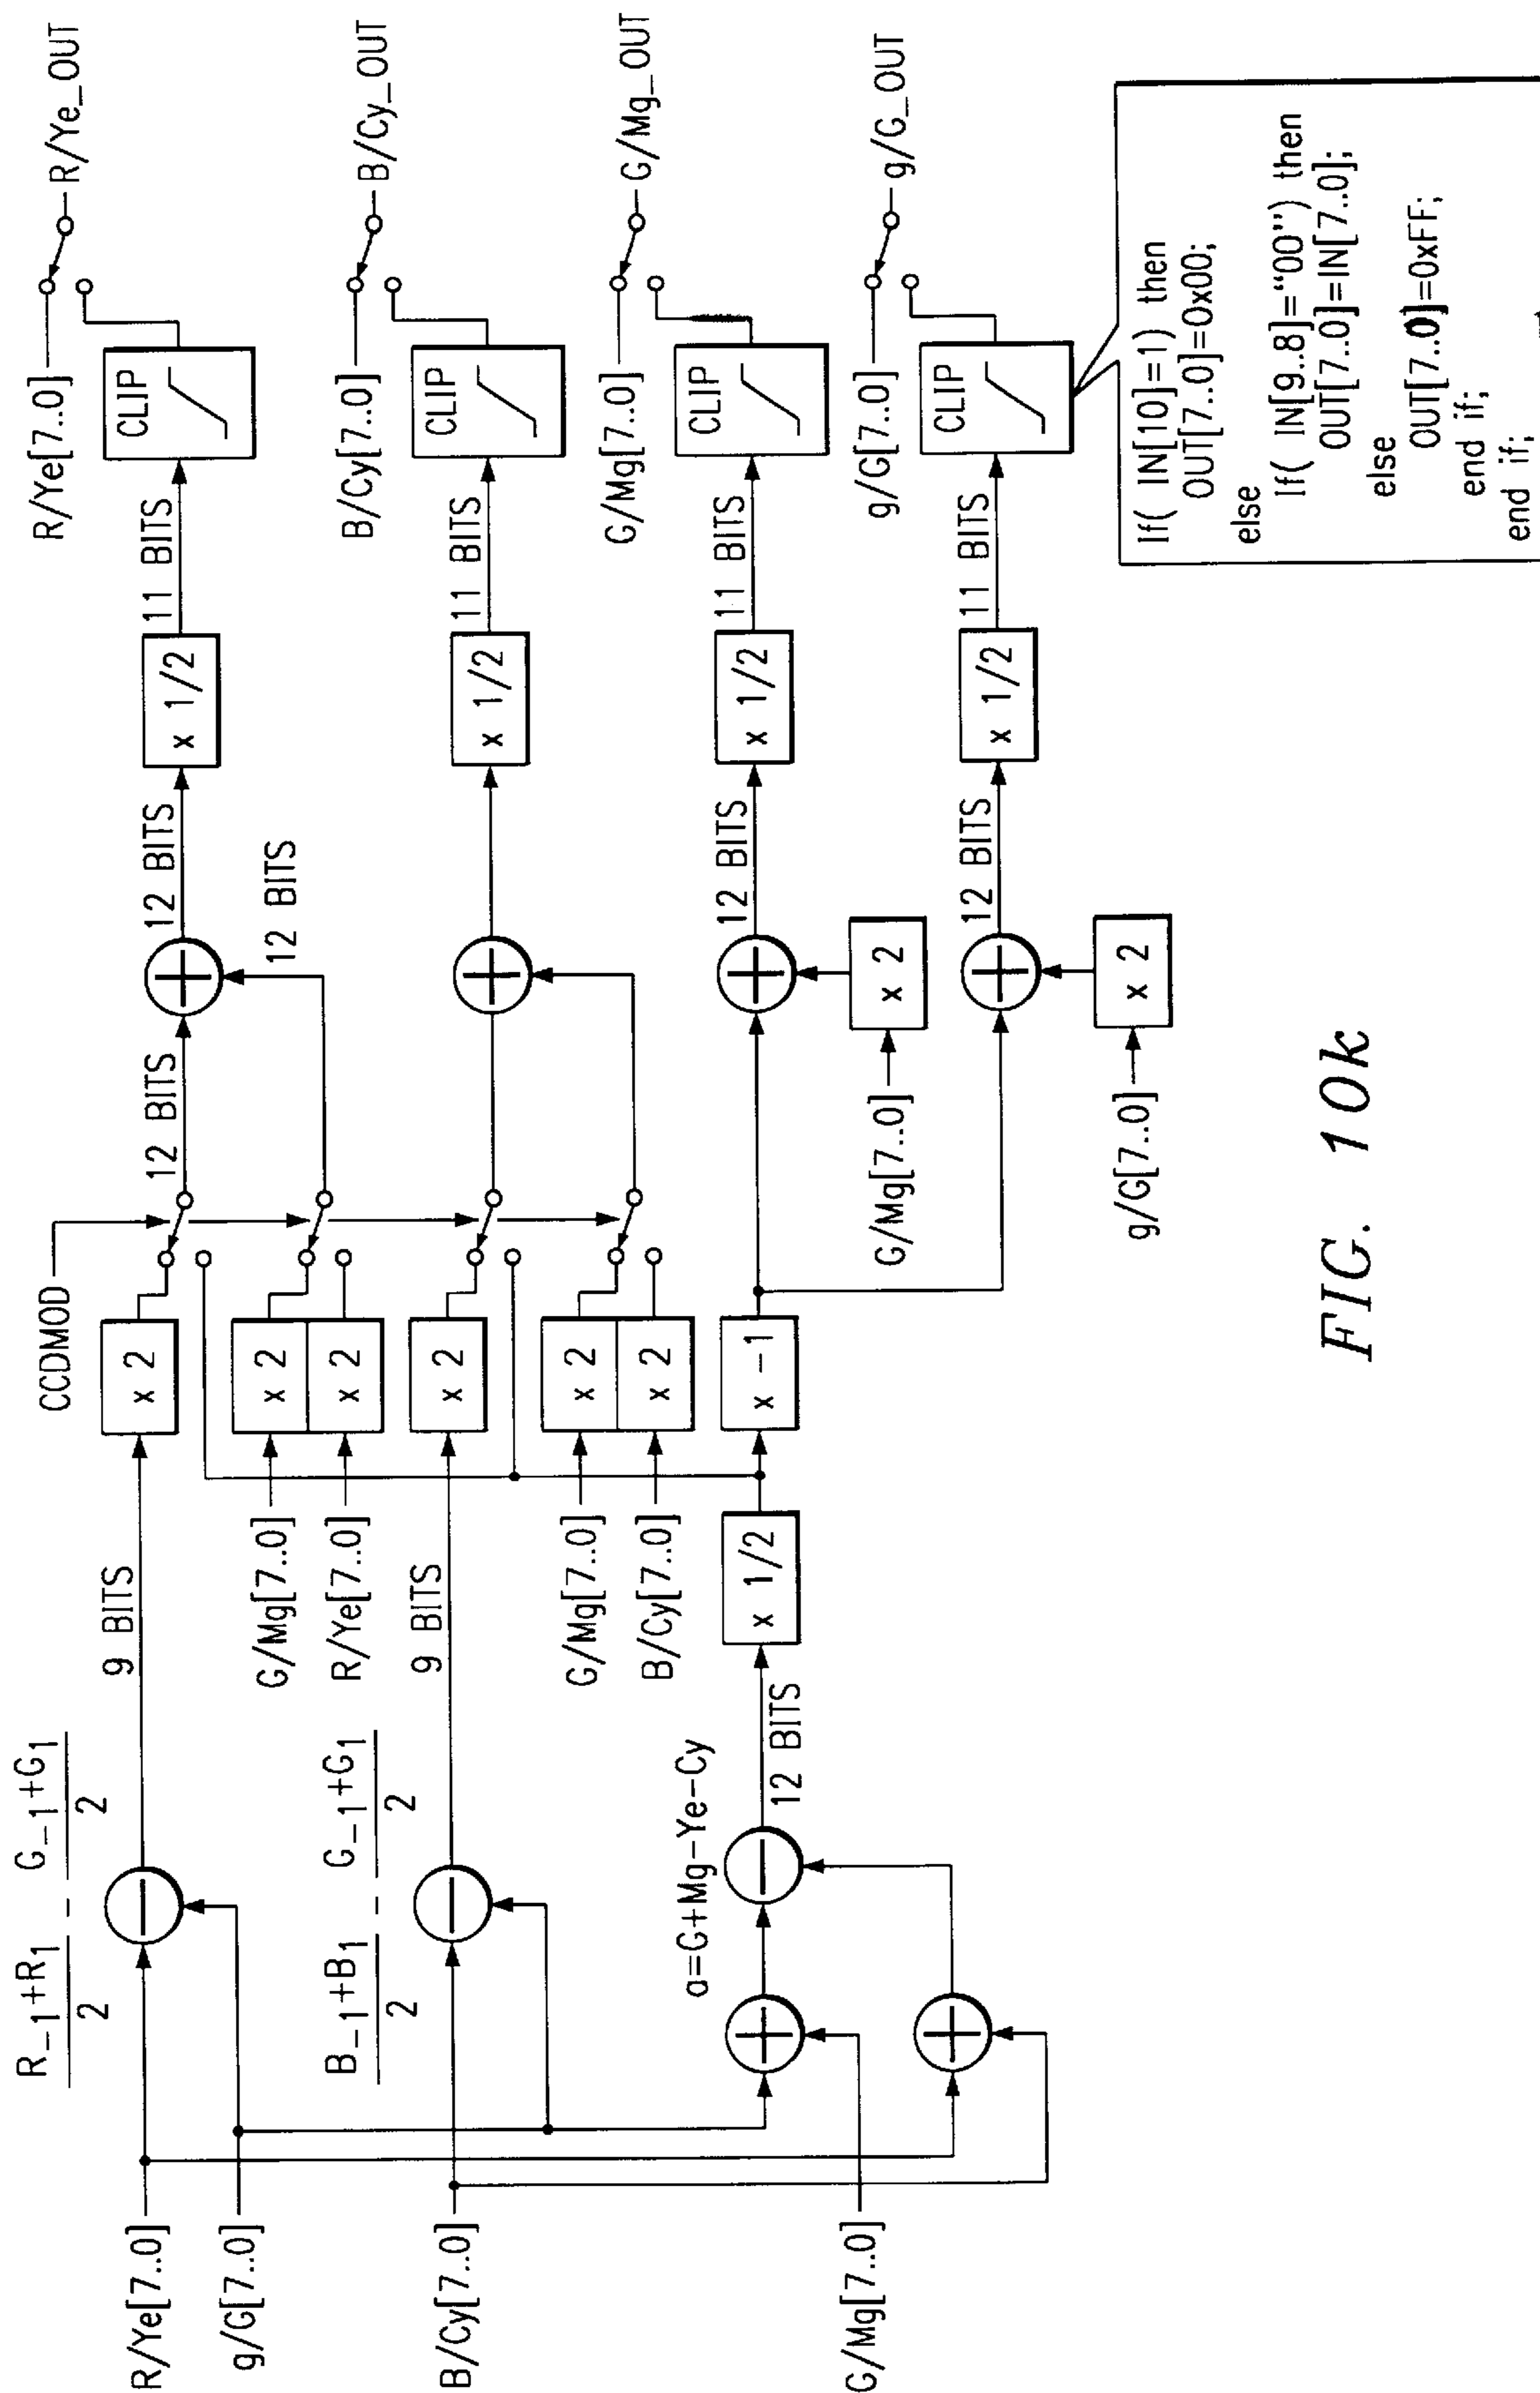 R/Ye[7..0]
g/G[7..0]
B/Cy[7..0]
G/Mg[7..0]
R₋₁+R₁
2
-
G₋₁+G₁
2
B₋₁+B₁
2
-
G₋₁+G₁
2
a=G+Mg-Ye-Cy
12 BITS
9 BITS
G/Mg[7..0]
R/Ye[7..0]
9 BITS
G/Mg[7..0]
B/Cy[7..0]
x 1/2
CCDMOD
x 2
x 2
x 2
x 2
x 2
x 2
x -1
12 BITS
12 BITS
12 BITS
G/Mg[7..0]
x 2
12 BITS
g/G[7..0]
x 2
12 BITS
x 1/2
x 1/2
x 1/2
x 1/2
11 BITS
11 BITS
11 BITS
11 BITS
R/Ye[7..0]
CLIP
R/Ye_OUT
B/Cy[7..0]
CLIP
B/Cy_OUT
G/Mg[7..0]
CLIP
G/Mg_OUT
g/G[7..0]
CLIP
g/G_OUT
If( IN[10]=1) then
OUT[7..0]=0x00;
else
If( IN[9..8]="00") then
OUT[7..0]=IN[7..0];
else
OUT[7..0]=0xFF;
end if;
end if;
FIG. 10k